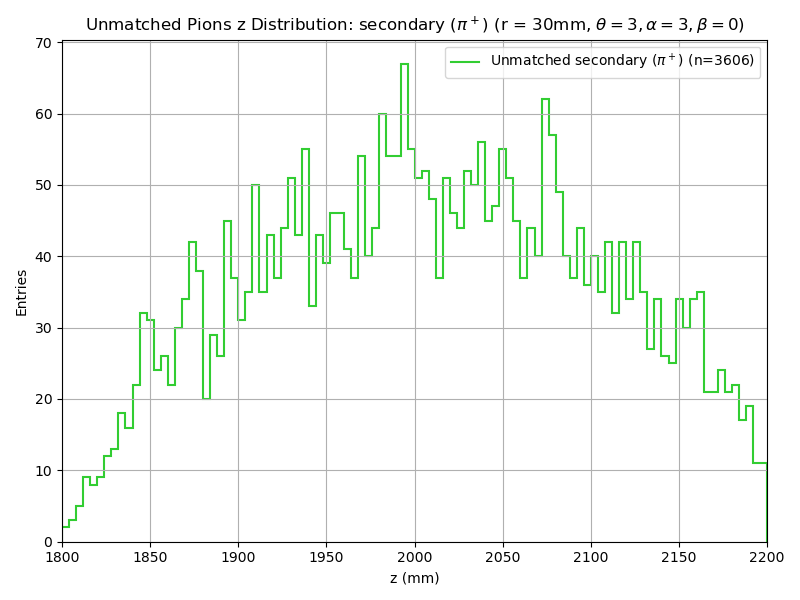 Unmatched Pions z Distribution: secondary (π⁺) (r = 30mm, θ = 3, α = 3, β = 0)
Unmatched secondary (π⁺) (n=3606)
70
60
50
40
30
20
10
0
Entries
1800 1850 1900 1950 2000 2050 2100 2150 2200
z (mm)